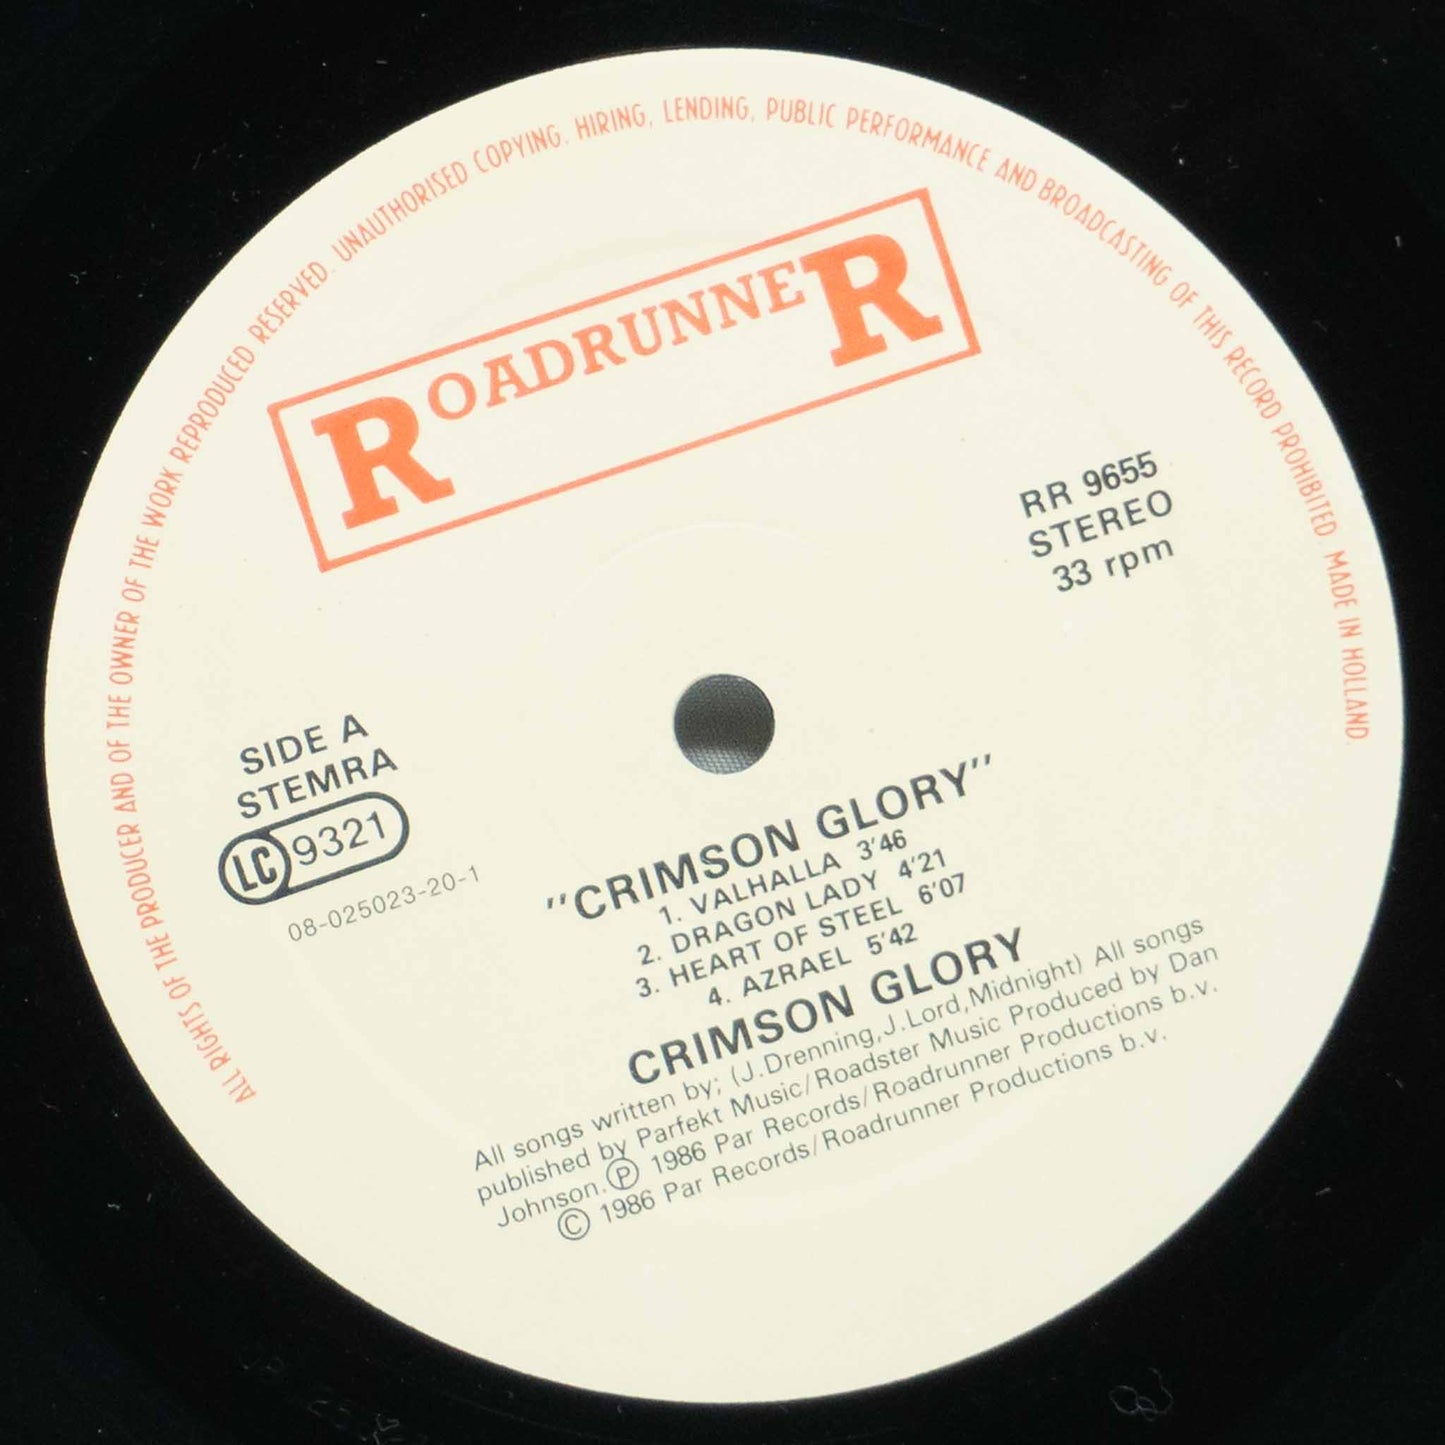 ALL RIGHTS OF THE PRODUCER AND OF THE OWNER OF THE WORK REPRODUCED RESERVED. UNAUTHORISED COPYING, HIRING, LENDING, PUBLIC PERFORMANCE AND BROADCASTING OF THIS RECORD PROHIBITED. MADE IN HOLLAND.
ROADRUNNER
RR 9655
STEREO
33 rpm
SIDE A
STEMRA
LC 9321
08-025023-20-1
"CRIMSON GLORY"
1. VALHALLA 3'46
2. DRAGON LADY 4'21
3. HEART OF STEEL 6'07
4. AZRAEL 5'42
CRIMSON GLORY
All songs written by; (J.Drenning,J.Lord,Midnight) All songs
published by Parfekt Music/Roadster Music Produced by Dan
Johnson. Ⓟ 1986 Par Records/Roadrunner Productions b.v.
© 1986 Par Records/Roadrunner Productions b.v.